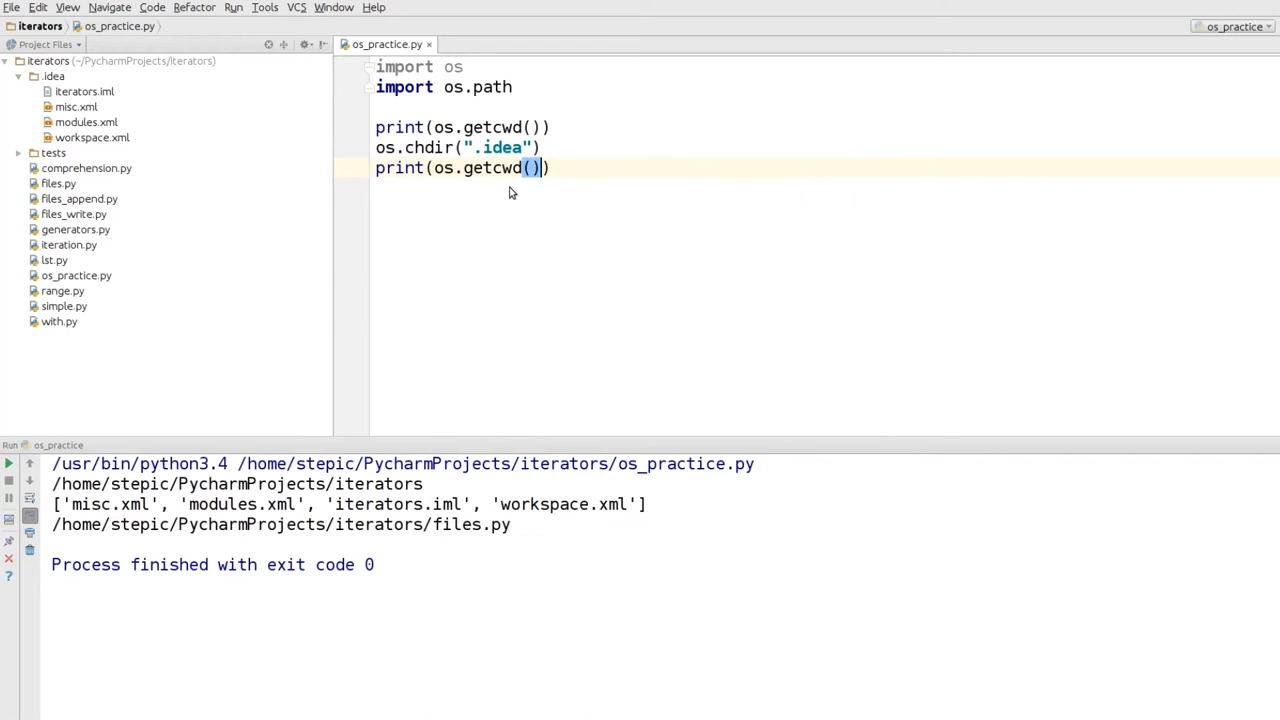 File Edit View Navigate Code Refactor Run Tools VCS Window Help
iterators os_practice.py os_practice
Project Files os_practice.py ×
iterators (~/PycharmProjects/iterators)
.idea
iterators.iml
misc.xml
modules.xml
workspace.xml
tests
comprehension.py
files.py
files_append.py
files_write.py
generators.py
iteration.py
lst.py
os_practice.py
range.py
simple.py
with.py
import os
import os.path
print(os.getcwd())
os.chdir(".idea")
print(os.getcwd())
Run os_practice
/usr/bin/python3.4 /home/stepic/PycharmProjects/iterators/os_practice.py
/home/stepic/PycharmProjects/iterators
['misc.xml', 'modules.xml', 'iterators.iml', 'workspace.xml']
/home/stepic/PycharmProjects/iterators/files.py
Process finished with exit code 0